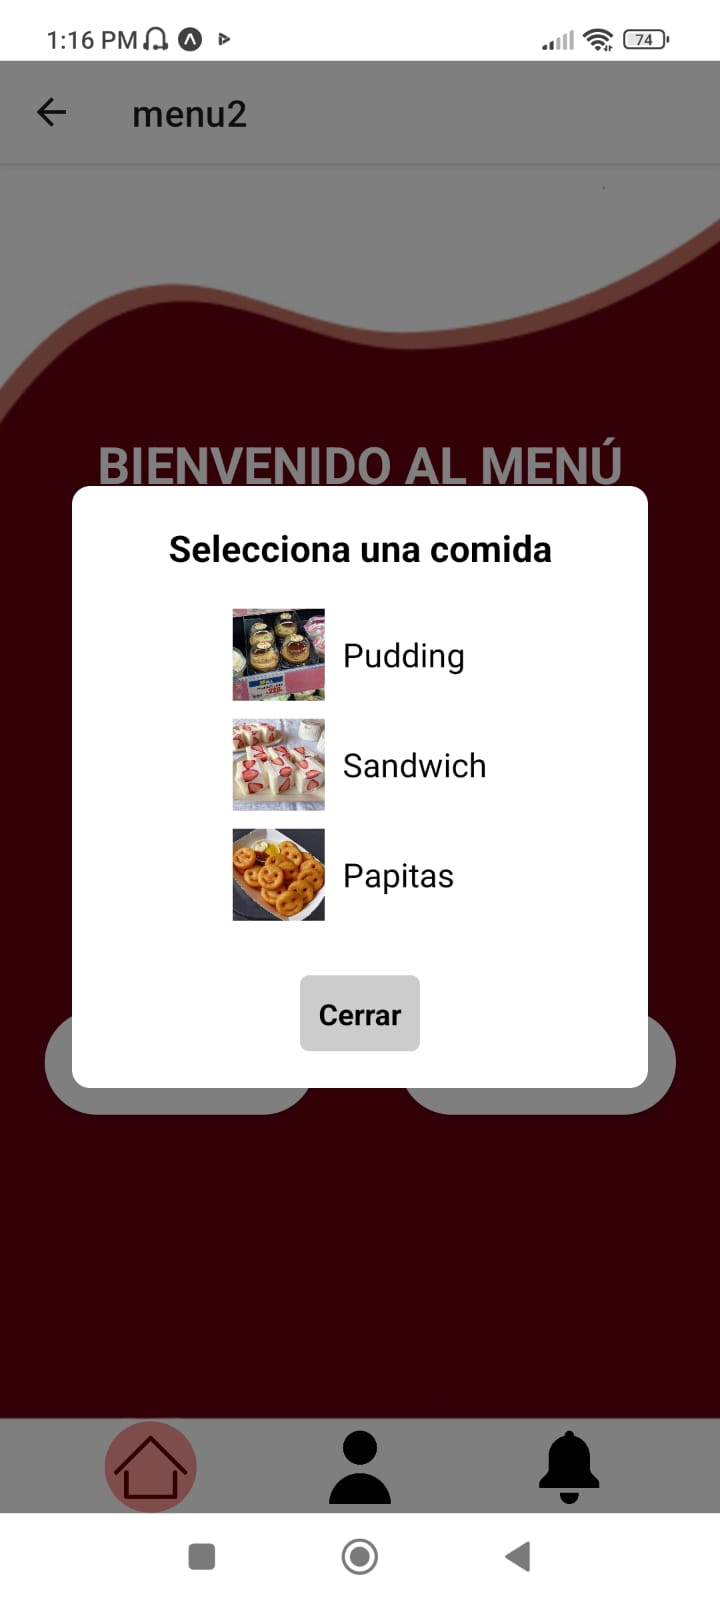 1:16 PM
74
menu2
BIENVENIDO AL MENÚ
Selecciona una comida
Pudding
Sandwich
Papitas
Cerrar